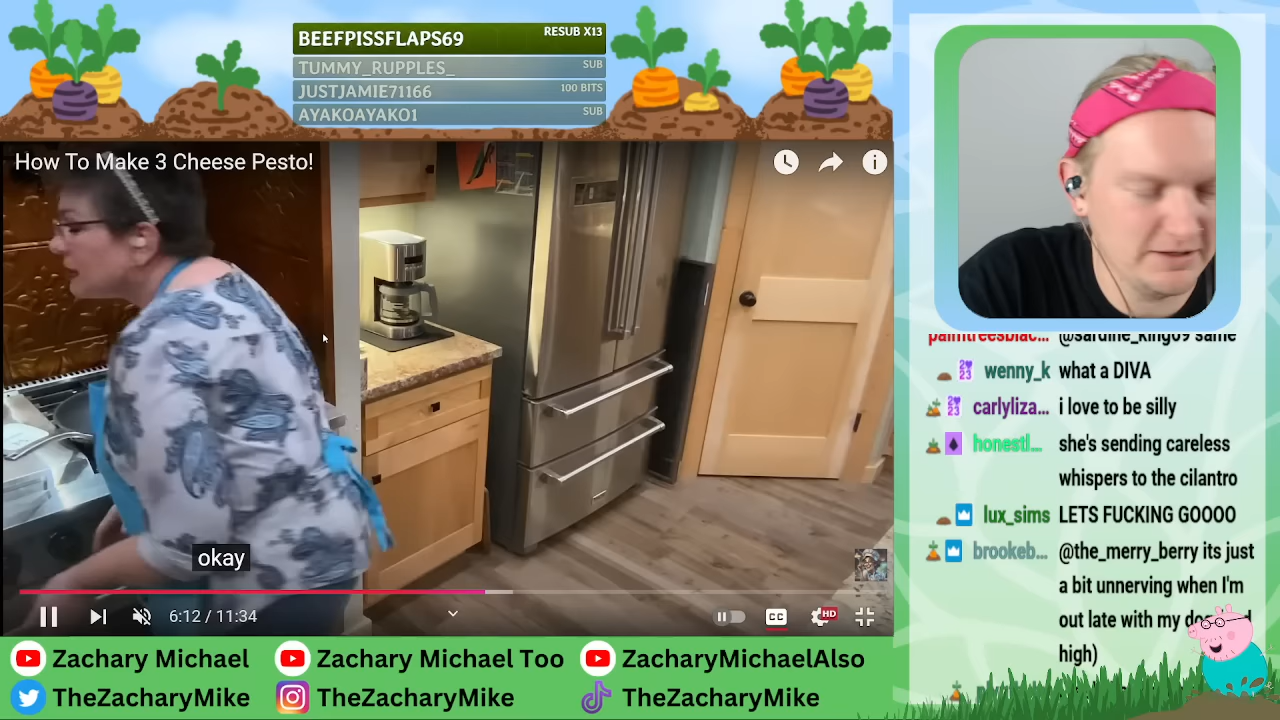 BEEFPISSFLAPS69 RESUB X13
TUMMY_RUPPLES_ SUB
JUSTJAMIE71166 100 BITS
AYAKOAYAKO1 SUB
How To Make 3 Cheese Pesto!
okay
6:12 / 11:34
CC
HD
@sardine_king69 same
wenny_k what a DIVA
carlyliza... i love to be silly
honestl... she's sending careless
whispers to the cilantro
lux_sims LETS FUCKING GOOOO
brookeb... @the_merry_berry its just
a bit unnerving when I'm
out late with my
high)
Zachary Michael
Zachary Michael Too
ZacharyMichaelAlso
TheZacharyMike
TheZacharyMike
TheZacharyMike